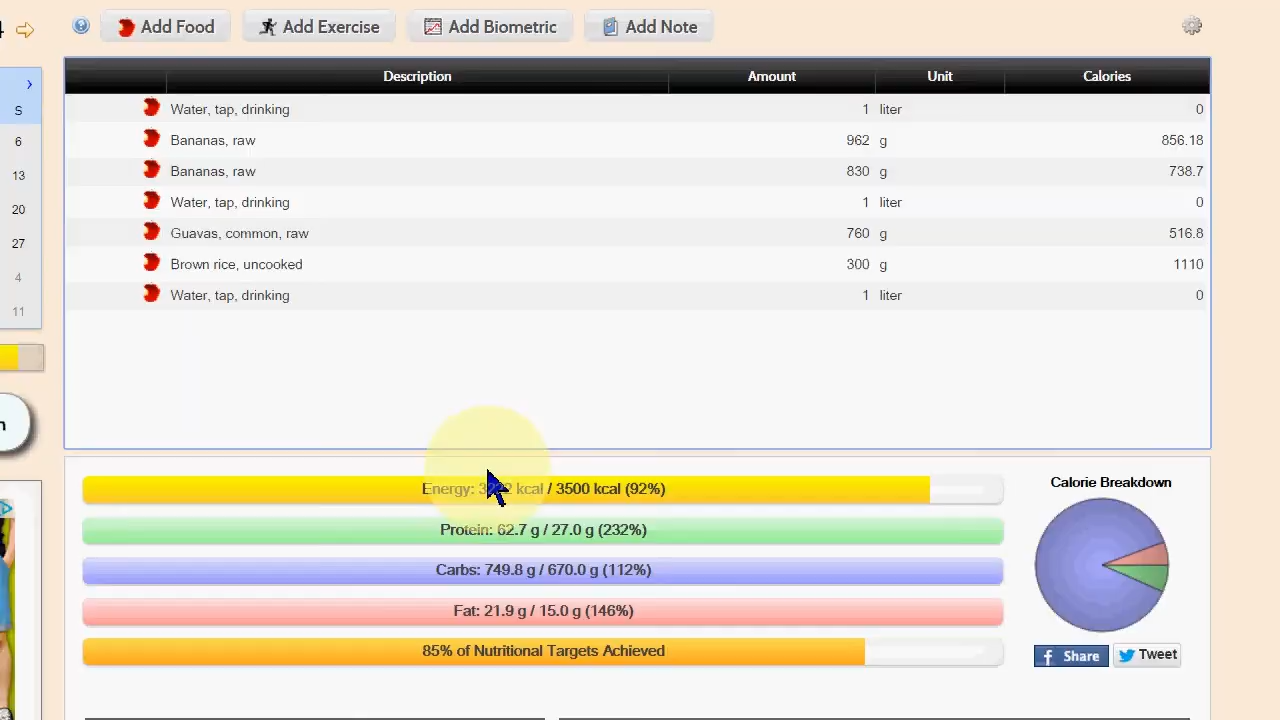 Add Food Add Exercise Add Biometric Add Note
Description Amount Unit Calories
S
Water, tap, drinking 1 liter 0
6
Bananas, raw 962 g 856.18
13
Bananas, raw 830 g 738.7
20
Water, tap, drinking 1 liter 0
27
Guavas, common, raw 760 g 516.8
4
Brown rice, uncooked 300 g 1110
11
Water, tap, drinking 1 liter 0
n
Energy: kcal / 3500 kcal (92%)
Calorie Breakdown
Protein: 62.7 g / 27.0 g (232%)
Carbs: 749.8 g / 670.0 g (112%)
Fat: 21.9 g / 15.0 g (146%)
85% of Nutritional Targets Achieved
Share Tweet